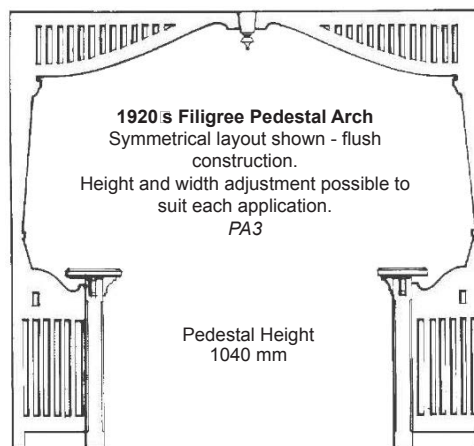 1920's Filigree Pedestal Arch
Symmetrical layout shown - flush
construction.
Height and width adjustment possible to
suit each application.
PA3
Pedestal Height
1040 mm